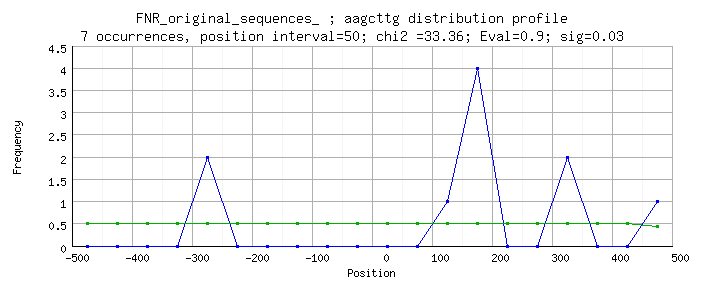 FNR_original_sequences_ ; aagcttg distribution profile
7 occurrences, position interval=50; chi2 =33.36; Eval=0.9; sig=0.03
4.5
4
3.5
3
2.5
2
1.5
1
0.5
0
Frequency
-500 -400 -300 -200 -100 0 100 200 300 400 500
Position